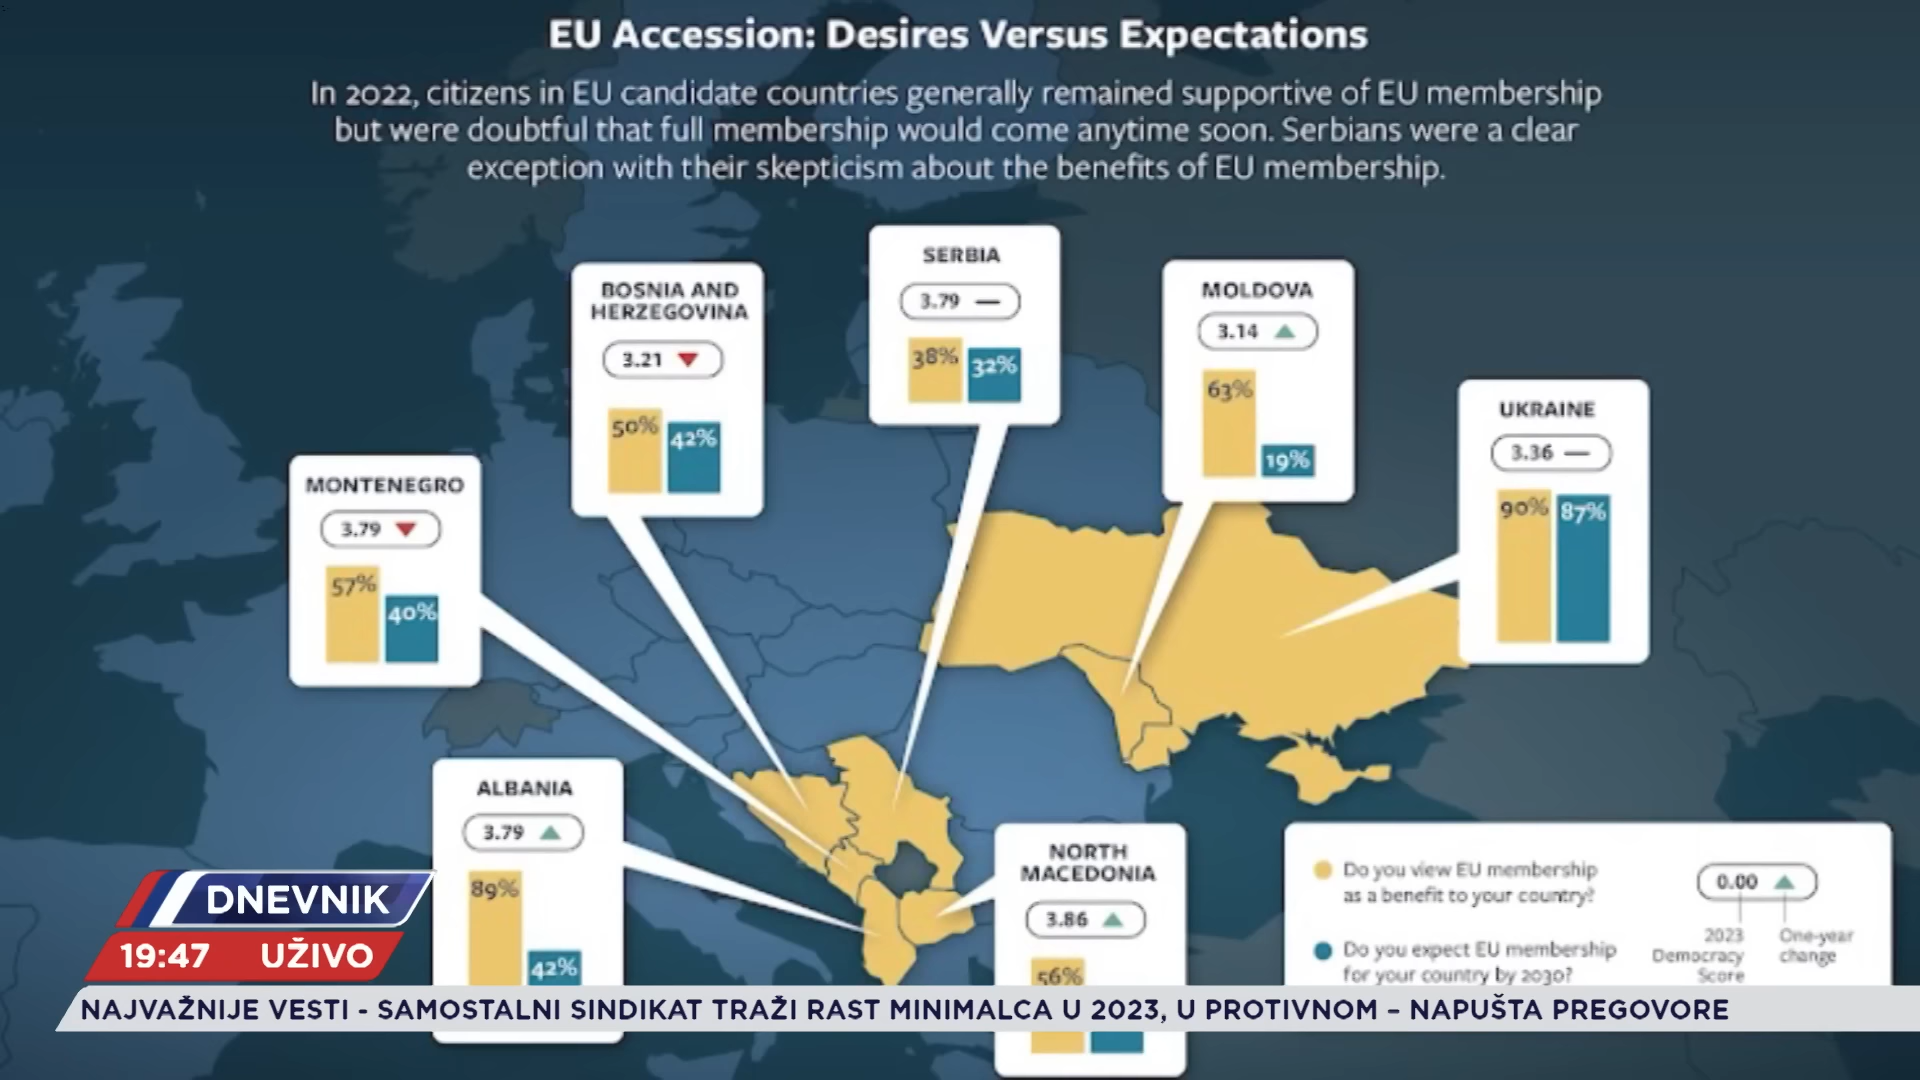 EU Accession: Desires Versus Expectations
In 2022, citizens in EU candidate countries generally remained supportive of EU membership
but were doubtful that full membership would come anytime soon. Serbians were a clear
exception with their skepticism about the benefits of EU membership.
SERBIA
3.79 —
38% 32%
BOSNIA AND
HERZEGOVINA
3.21 ▼
50% 42%
MOLDOVA
3.14 ▲
63%
19%
UKRAINE
3.36 —
90% 87%
MONTENEGRO
3.79 ▼
57%
40%
ALBANIA
3.79 ▲
89%
42%
NORTH
MACEDONIA
3.86 ▲
56%
Do you view EU membership
as a benefit to your country?
Do you expect EU membership
for your country by 2030?
0.00 ▲
2023
Democracy
Score
One-year
change
DNEVNIK
19:47 UŽIVO
NAJVAŽNIJE VESTI - SAMOSTALNI SINDIKAT TRAŽI RAST MINIMALCA U 2023, U PROTIVNOM – NAPUŠTA PREGOVORE